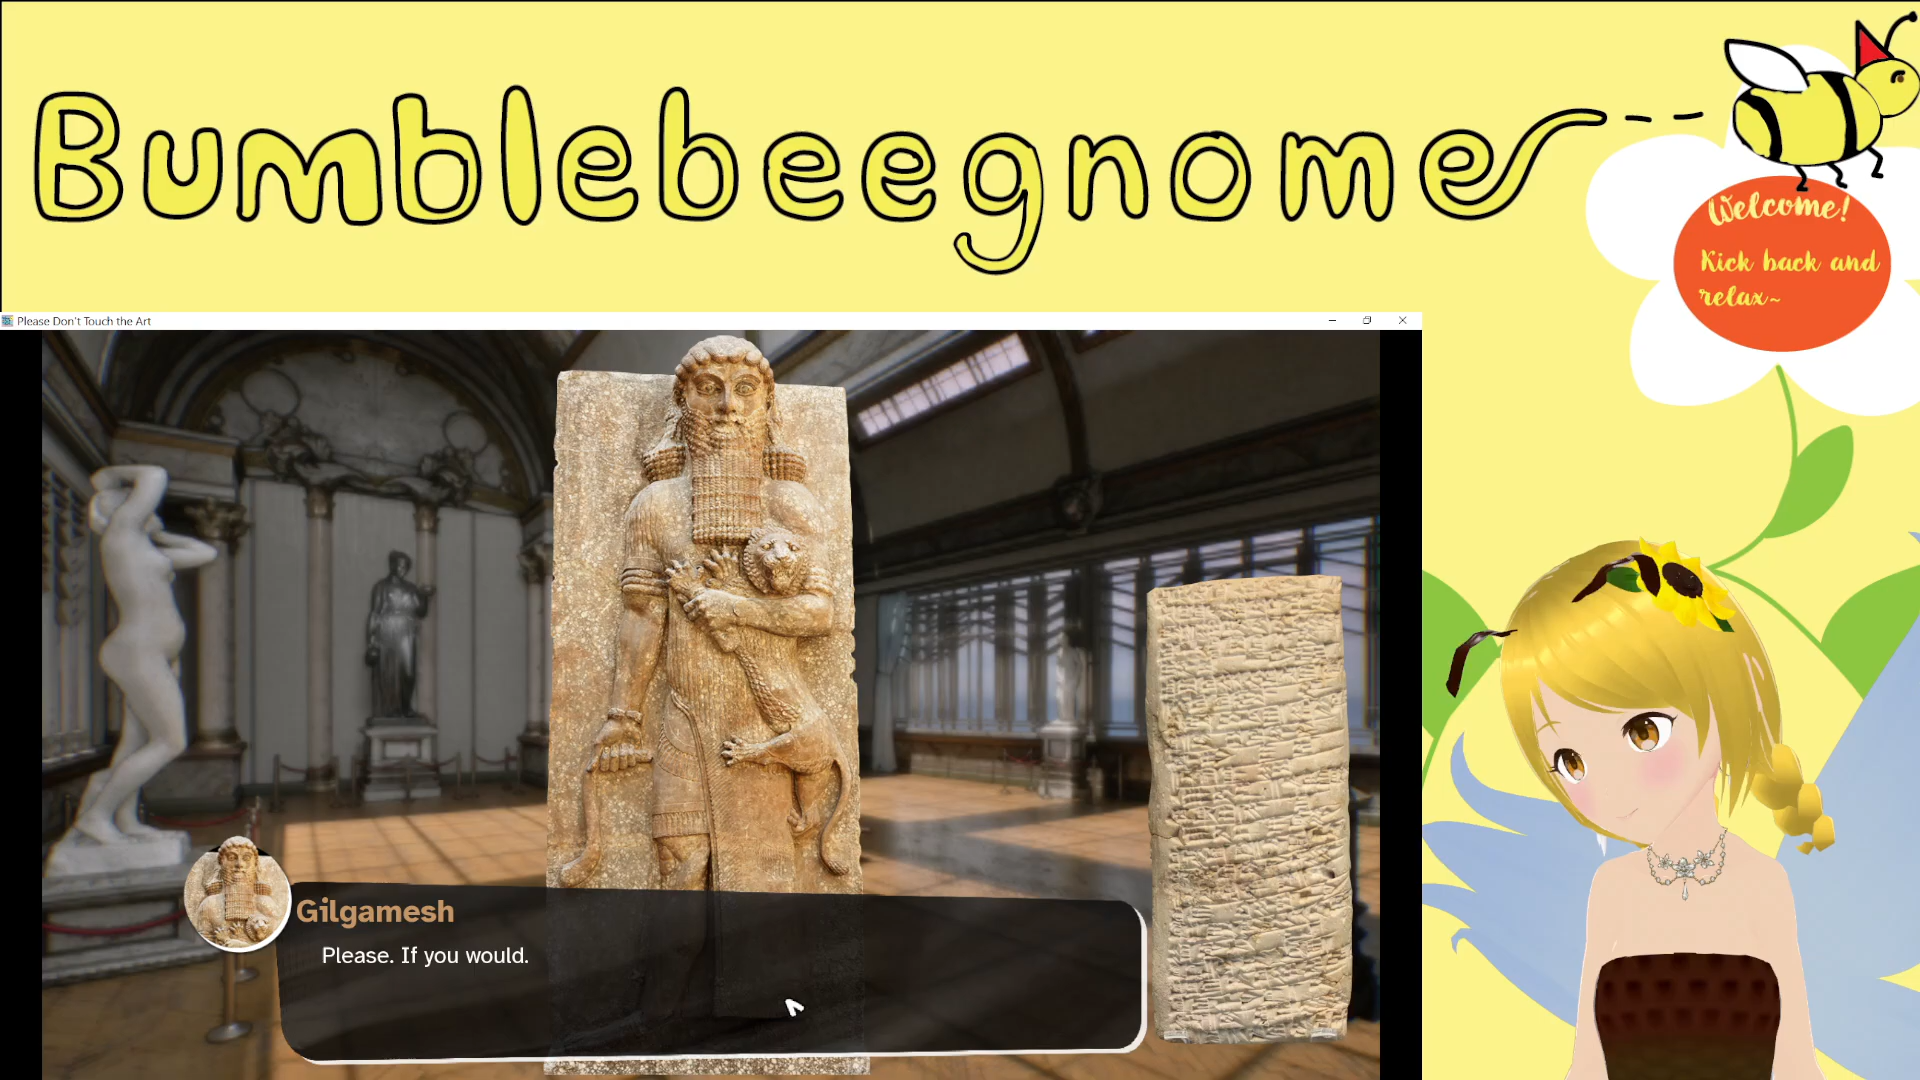 Bumblebeegnome
Welcome!
Kick back and
relax~
Please Don't Touch the Art
Gilgamesh
Please. If you would.